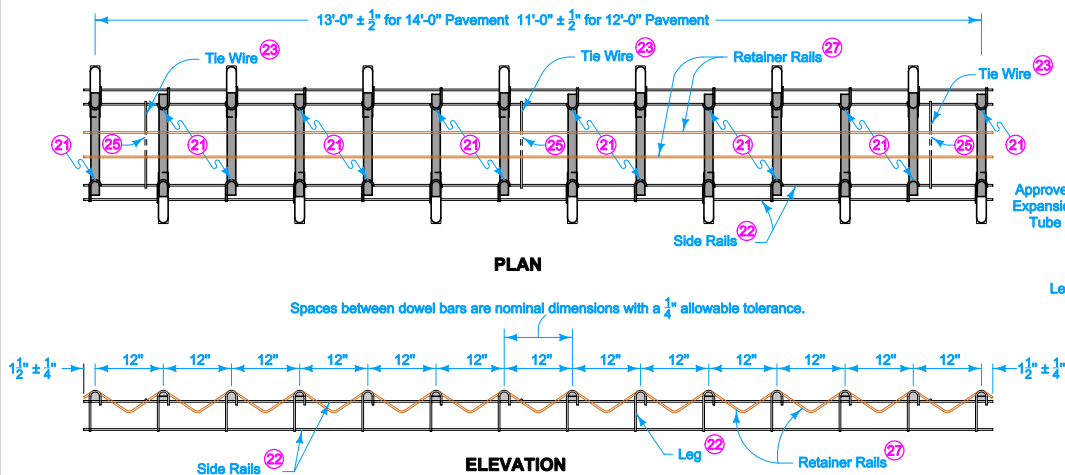 13'-0" ± 1/2" for 14'-0" Pavement 11'-0" ± 1/2" for 12'-0" Pavement
Tie Wire 23
Tie Wire 23
Retainer Rails 27
Tie Wire 23
21 25 21 21 21 25 21 21 21 25 21
Approve
Expansi
Tube
Side Rails 22
PLAN
Le
Spaces between dowel bars are nominal dimensions with a 1/4" allowable tolerance.
1 1/2" ± 1/4" 12" 12" 12" 12" 12" 12" 12" 12" 12" 12" 12" 12" 12" 1 1/2" ± 1/4"
Side Rails 22
Leg 22
Retainer Rails 27
ELEVATION